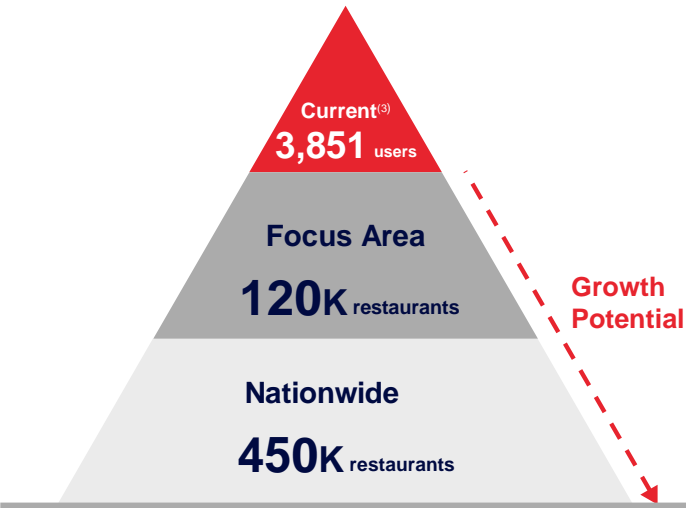 Current(3)
3,851 users
Focus Area
120K restaurants
Growth
Potential
Nationwide
450K restaurants